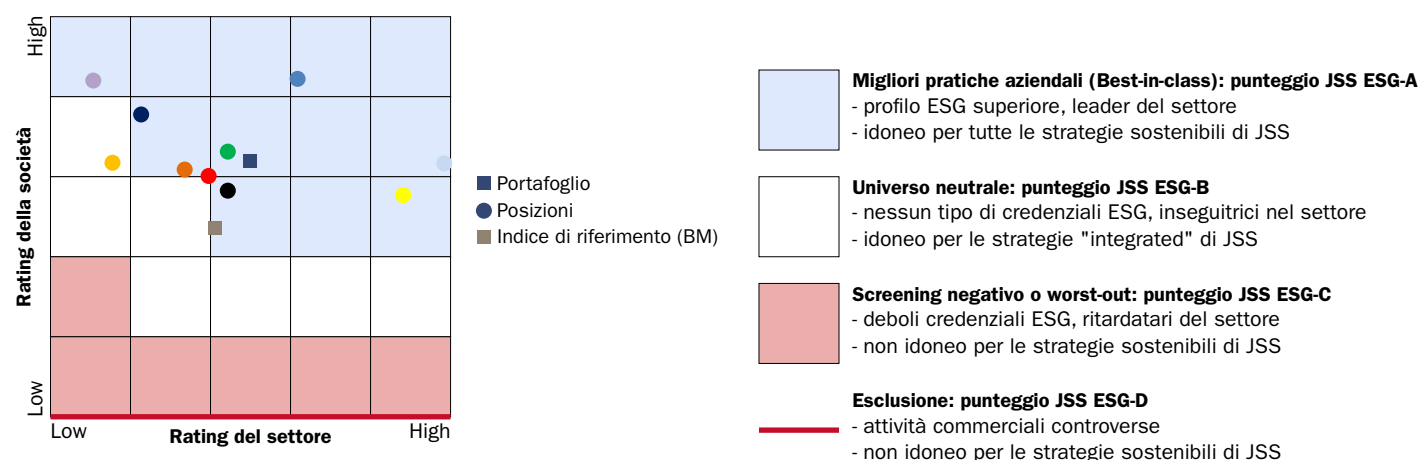 High
Rating della società
Low
Low
Rating del settore
High
Portafoglio
Posizioni
Indice di riferimento (BM)
Migliori pratiche aziendali (Best-in-class): punteggio JSS ESG-A
- profilo ESG superiore, leader del settore
- idoneo per tutte le strategie sostenibili di JSS
Universo neutrale: punteggio JSS ESG-B
- nessun tipo di credenziali ESG, inseguitrici nel settore
- idoneo per le strategie "integrated" di JSS
Screening negativo o worst-out: punteggio JSS ESG-C
- deboli credenziali ESG, ritardatari del settore
- non idoneo per le strategie sostenibili di JSS
Esclusione: punteggio JSS ESG-D
- attività commerciali controverse
- non idoneo per le strategie sostenibili di JSS